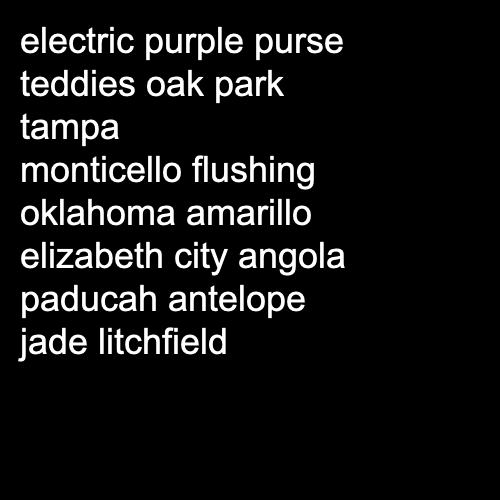 electric purple purse
teddies oak park
tampa
monticello flushing
oklahoma amarillo
elizabeth city angola
paducah antelope
jade litchfield